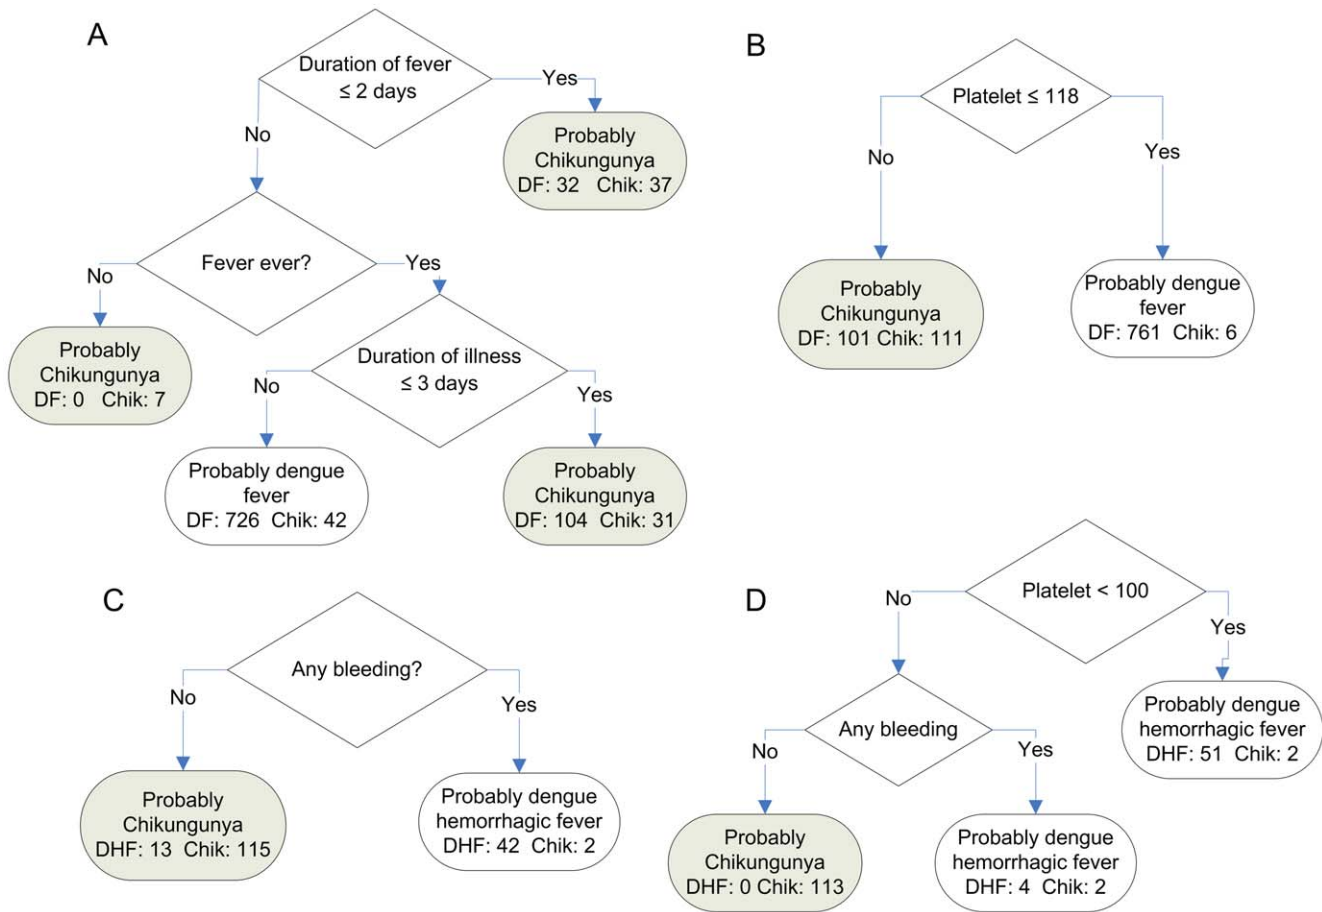 A
Duration of fever
≤ 2 days
Yes
No
Probably
Chikungunya
DF: 32 Chik: 37
Fever ever?
No
Yes
Probably
Chikungunya
DF: 0 Chik: 7
Duration of illness
≤ 3 days
No
Yes
Probably dengue
fever
DF: 726 Chik: 42
Probably
Chikungunya
DF: 104 Chik: 31
B
Platelet ≤ 118
No
Yes
Probably
Chikungunya
DF: 101 Chik: 111
Probably dengue
fever
DF: 761 Chik: 6
C
Any bleeding?
No
Yes
Probably
Chikungunya
DHF: 13 Chik: 115
Probably dengue
hemorrhagic fever
DHF: 42 Chik: 2
D
Platelet < 100
No
Yes
Probably dengue
hemorrhagic fever
DHF: 51 Chik: 2
Any bleeding
No
Yes
Probably
Chikungunya
DHF: 0 Chik: 113
Probably dengue
hemorrhagic fever
DHF: 4 Chik: 2